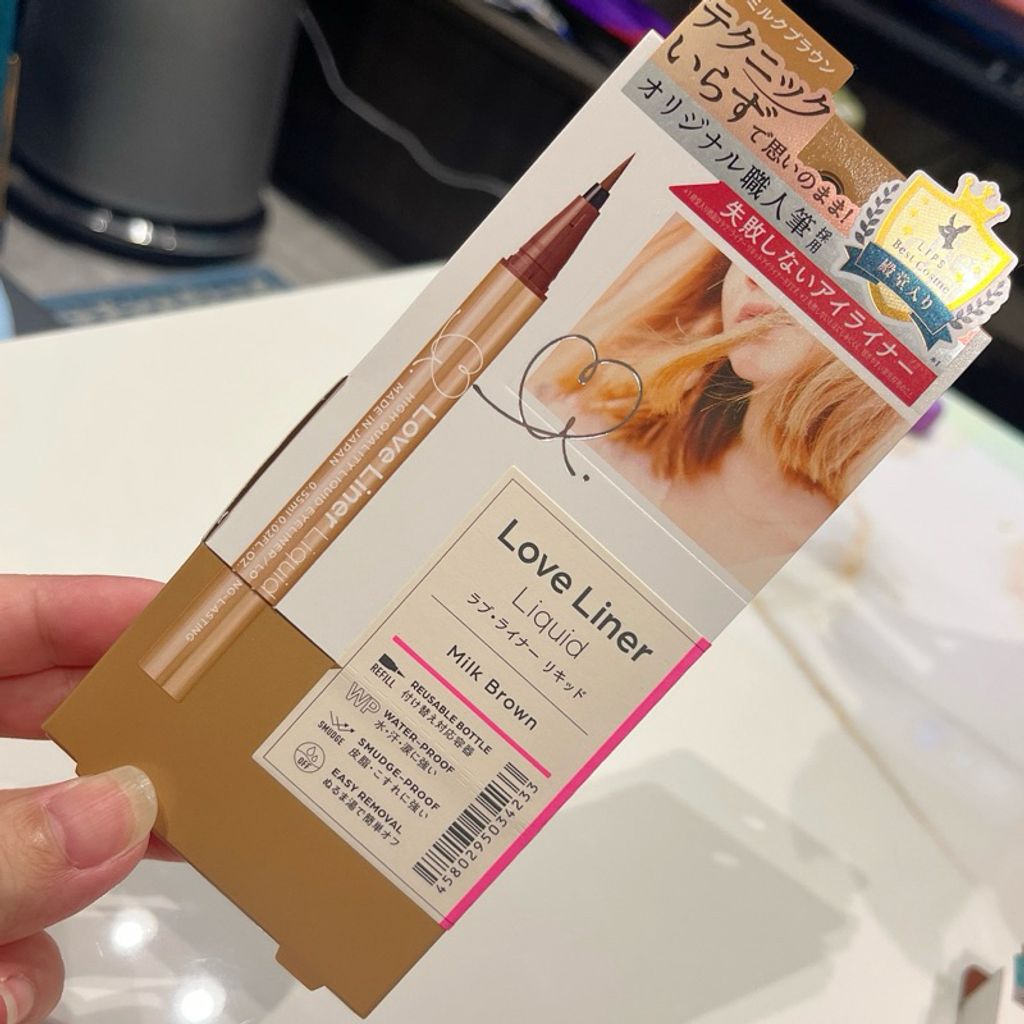 ミルクブラウン
テクニック
いらずで思いのまま!
オリジナル職人筆採用
失敗しないアイライナー
LIPS
Best Cosme
殿堂入り
*1
Love Liner Liquid
HIGH QUALITY LIQUID EYELINER/LONG-LASTING
MADE IN JAPAN
0.55ml 0.02FL.OZ.
Love Liner
Liquid
ラブ・ライナー リキッド
Milk Brown
REFILL
REUSABLE BOTTLE
付け替え対応容器
WP
WATER-PROOF
水・汗・涙に強い
SMUDGE
SMUDGE-PROOF
皮脂・こすれに強い
OFF
EASY REMOVAL
ぬるま湯で簡単オフ
4580295034233